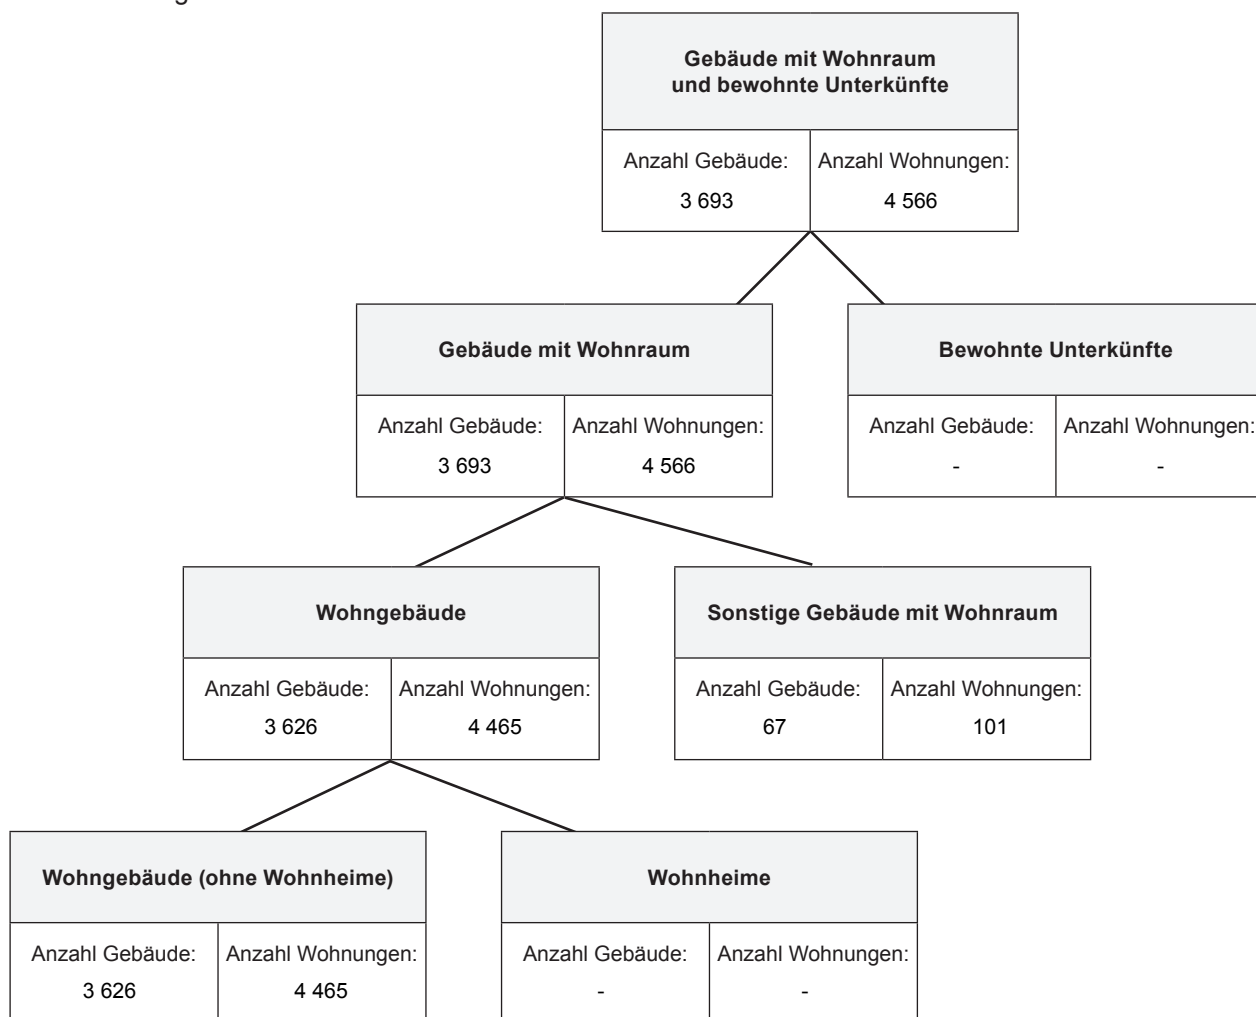 Gebäude mit Wohnraum
und bewohnte Unterkünfte
Anzahl Gebäude: Anzahl Wohnungen:
3 693 4 566
Gebäude mit Wohnraum Bewohnte Unterkünfte
Anzahl Gebäude: Anzahl Wohnungen: Anzahl Gebäude: Anzahl Wohnungen:
3 693 4 566 - -
Wohngebäude Sonstige Gebäude mit Wohnraum
Anzahl Gebäude: Anzahl Wohnungen: Anzahl Gebäude: Anzahl Wohnungen:
3 626 4 465 67 101
Wohngebäude (ohne Wohnheime) Wohnheime
Anzahl Gebäude: Anzahl Wohnungen: Anzahl Gebäude: Anzahl Wohnungen:
3 626 4 465 - -